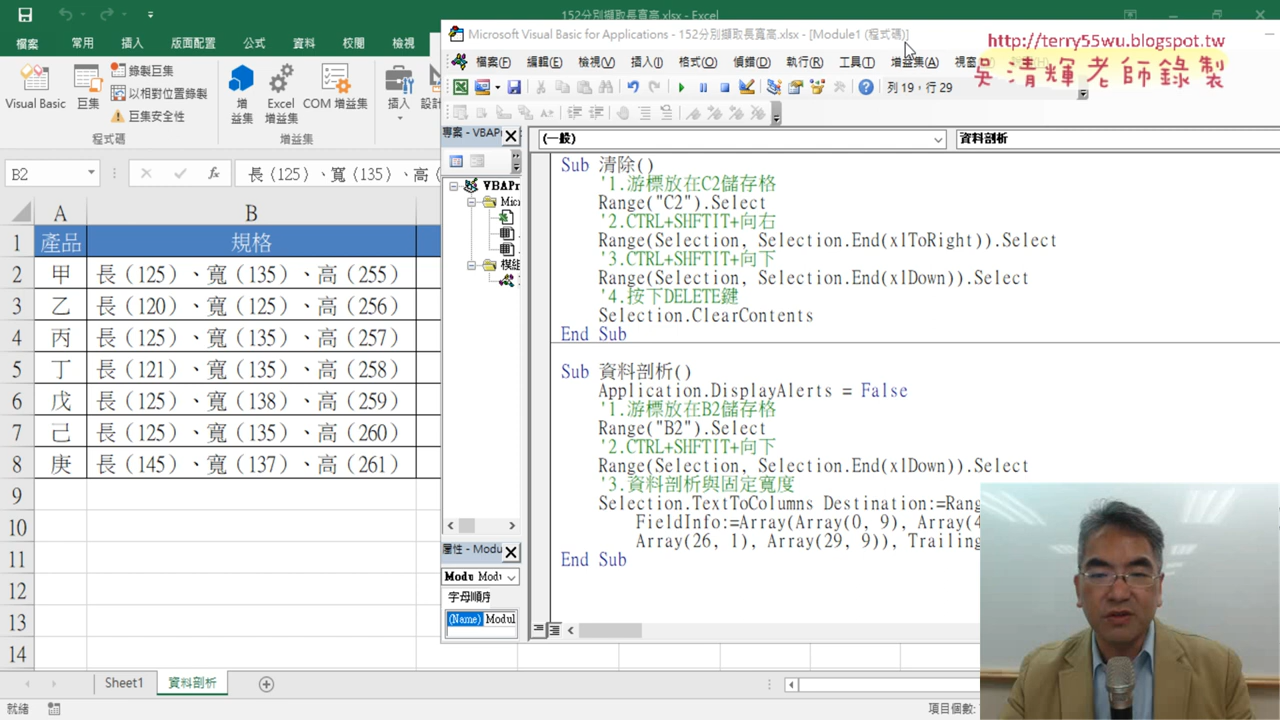 152分別擷取長寬高.xlsx - Excel
Microsoft Visual Basic for Applications - 152分別擷取長寬高.xlsx - [Module1 (程式碼)]
http://terry55wu.blogspot.tw
吳清輝老師錄製
檔案 常用 插入 版面配置 公式 資料 校閱 檢視
檔案(F) 編輯(E) 檢視(V) 插入(I) 格式(O) 偵錯(D) 執行(R) 工具(T) 增益集(A) 視窗
列 19，行 29
Visual Basic
巨集
錄製巨集
以相對位置錄製
巨集安全性
增益集
Excel 增益集
COM 增益集
插入
設計
程式碼
增益集
專案 - VBAPr
(一般)
資料剖析
B2
fx
長（125）、寬（135）、高（
VBAPr
Micr
模組
A B
1 產品 規格
2 甲 長（125）、寬（135）、高（255）
3 乙 長（120）、寬（125）、高（256）
4 丙 長（125）、寬（135）、高（257）
5 丁 長（121）、寬（135）、高（258）
6 戊 長（125）、寬（138）、高（259）
7 己 長（125）、寬（135）、高（260）
8 庚 長（145）、寬（137）、高（261）
9
10
11
12
13
14
Sub 清除()
'1.游標放在C2儲存格
Range("C2").Select
'2.CTRL+SHFTIT+向右
Range(Selection, Selection.End(xlToRight)).Select
'3.CTRL+SHFTIT+向下
Range(Selection, Selection.End(xlDown)).Select
'4.按下DELETE鍵
Selection.ClearContents
End Sub
Sub 資料剖析()
Application.DisplayAlerts = False
'1.游標放在B2儲存格
Range("B2").Select
'2.CTRL+SHFTIT+向下
Range(Selection, Selection.End(xlDown)).Select
'3.資料剖析與固定寬度
Selection.TextToColumns Destination:=Rang
FieldInfo:=Array(Array(0, 9), Array(4
Array(26, 1), Array(29, 9)), Trailing
End Sub
屬性 - Modu
Modu Modu
字母順序
(Name) Modul
Sheet1 資料剖析
就緒
項目個數: